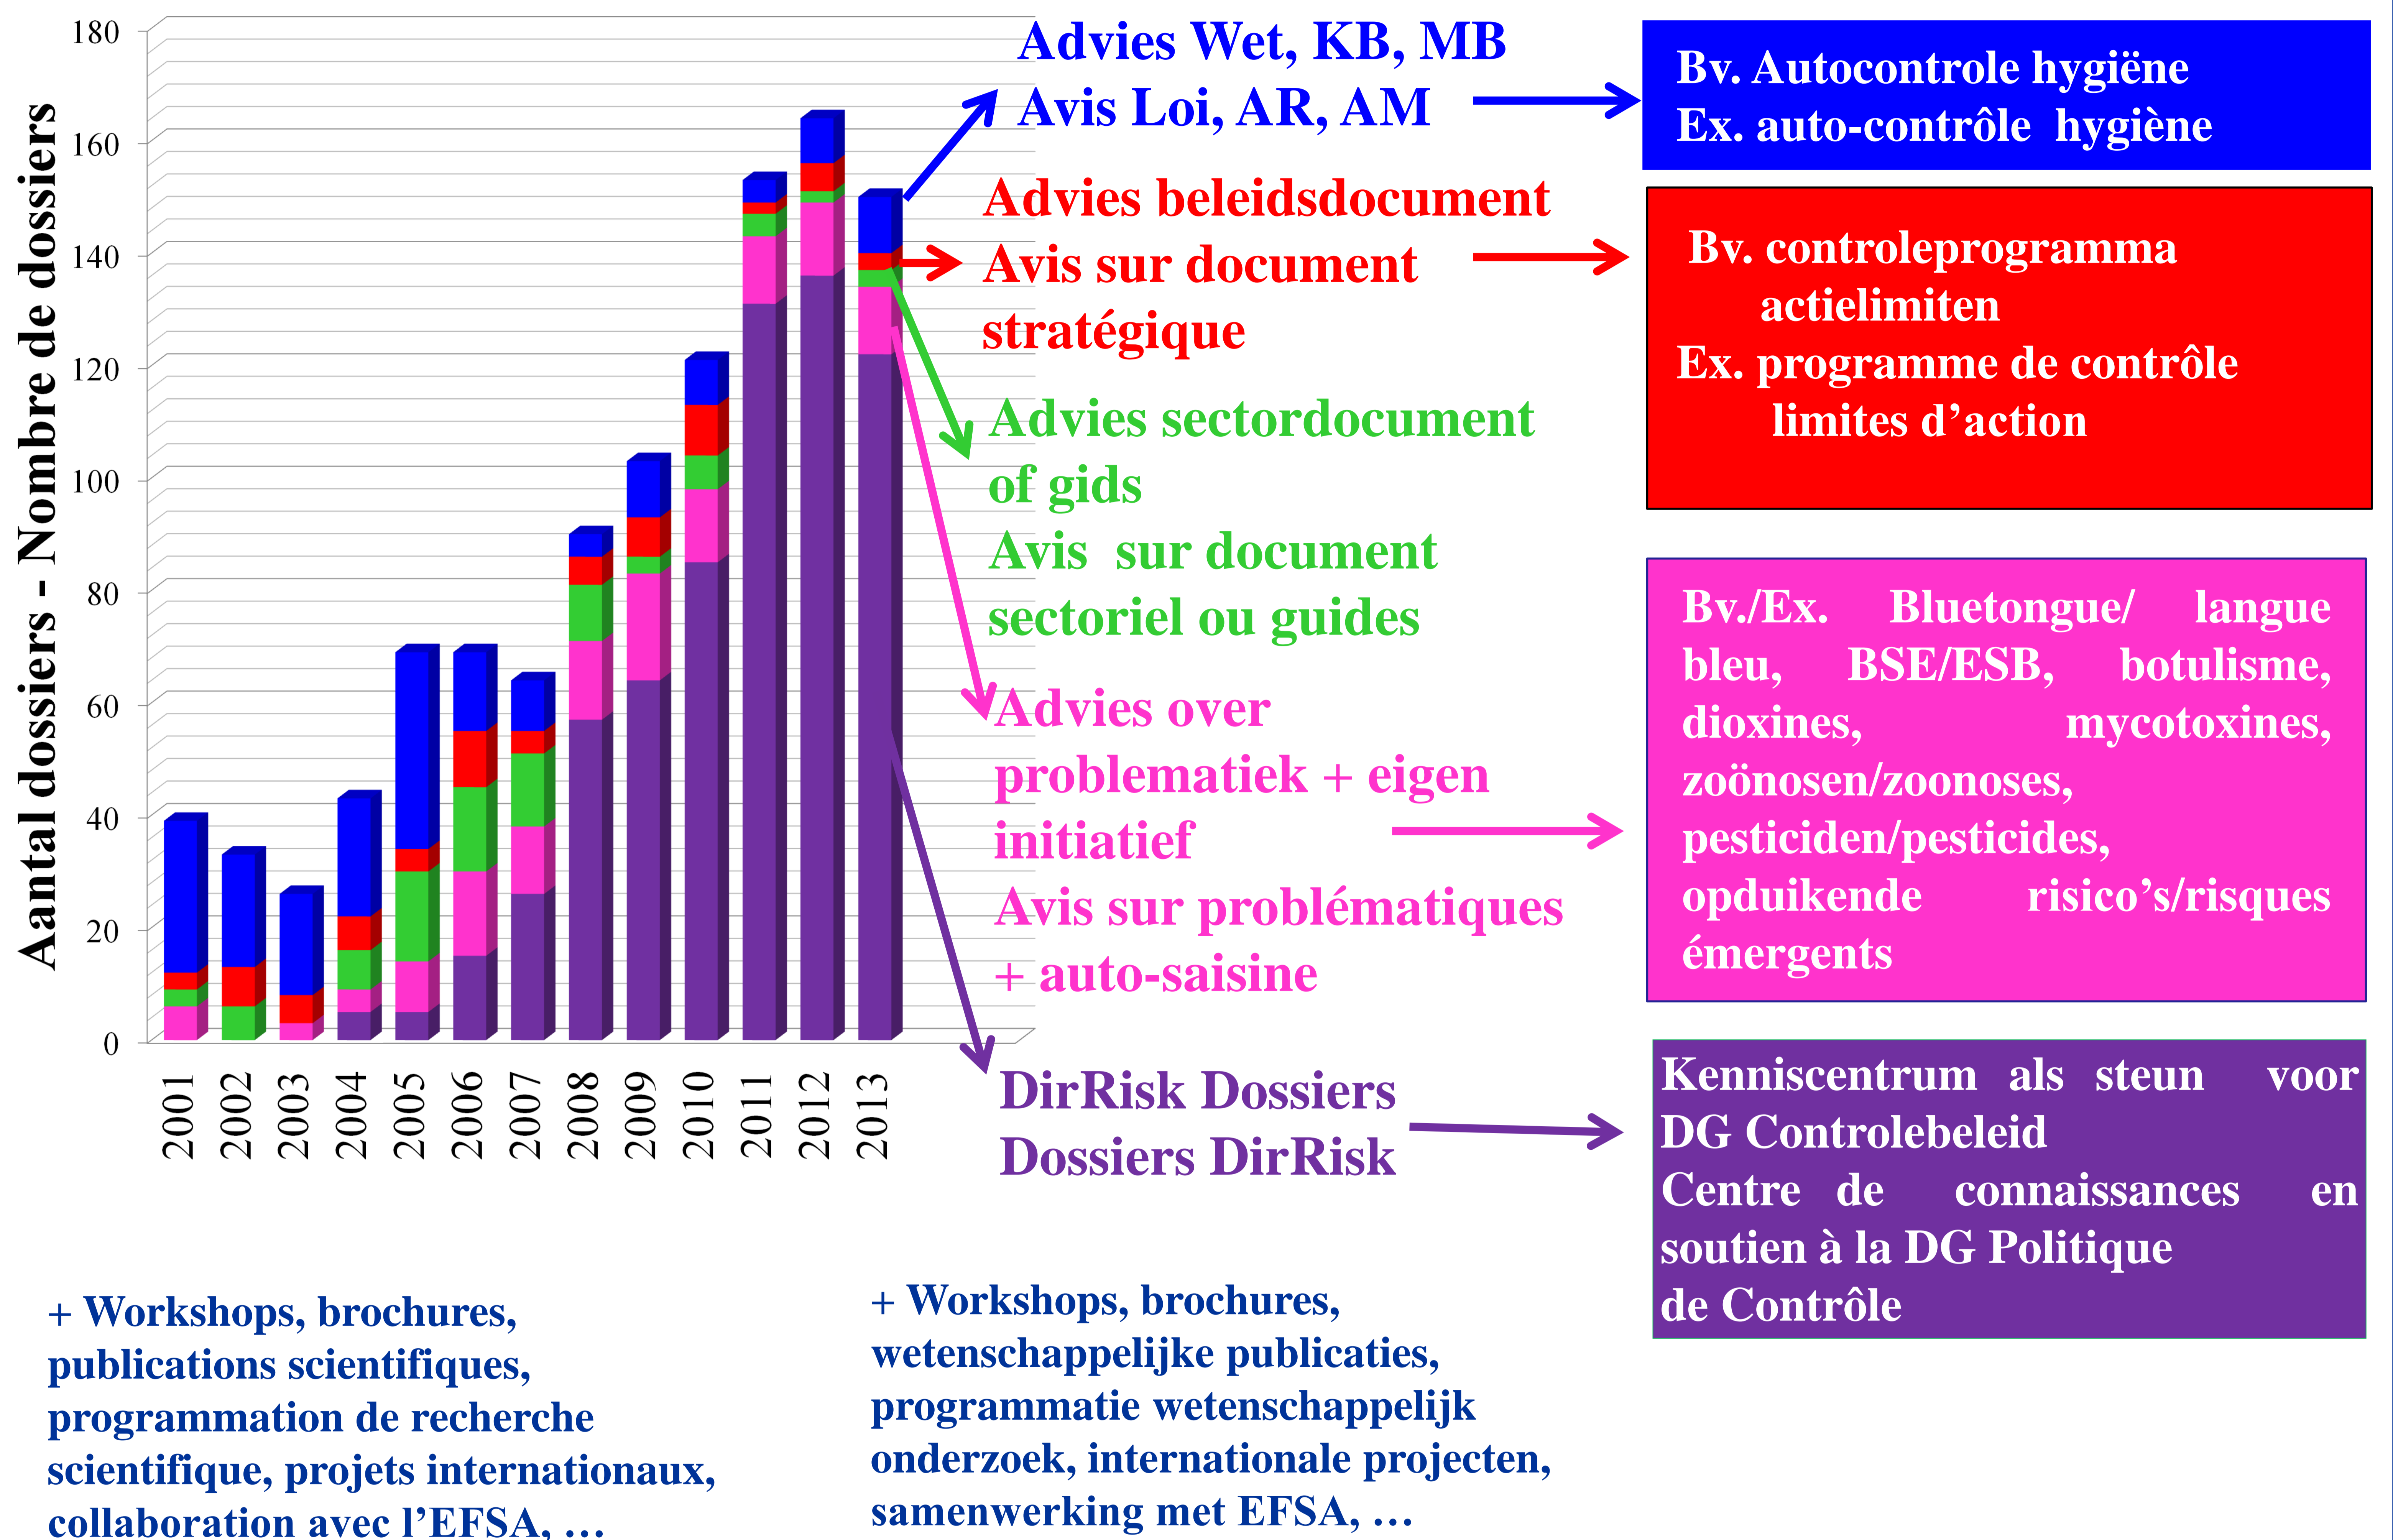 Aantal dossiers - Nombre de dossiers
180
160
140
120
100
80
60
40
20
0
2001
2002
2003
2004
2005
2006
2007
2008
2009
2010
2011
2012
2013
Advies Wet, KB, MB
Avis Loi, AR, AM
Advies beleidsdocument
Avis sur document
stratégique
Advies sectordocument
of gids
Avis sur document
sectoriel ou guides
Advies over
problematiek + eigen
initiatief
Avis sur problématiques
+ auto-saisine
DirRisk Dossiers
Dossiers DirRisk
Bv. Autocontrole hygiëne
Ex. auto-contrôle hygiène
Bv. controleprogramma
actielimiten
Ex. programme de contrôle
limites d’action
Bv./Ex. Bluetongue/ langue
bleu, BSE/ESB, botulisme,
dioxines, mycotoxines,
zoönosen/zoonoses,
pesticiden/pesticides,
opduikende risico’s/risques
émergents
Kenniscentrum als steun voor
DG Controlebeleid
Centre de connaissances en
soutien à la DG Politique
de Contrôle
+ Workshops, brochures,
publications scientifiques,
programmation de recherche
scientifique, projets internationaux,
collaboration avec l’EFSA, …
+ Workshops, brochures,
wetenschappelijke publicaties,
programmatie wetenschappelijk
onderzoek, internationale projecten,
samenwerking met EFSA, …